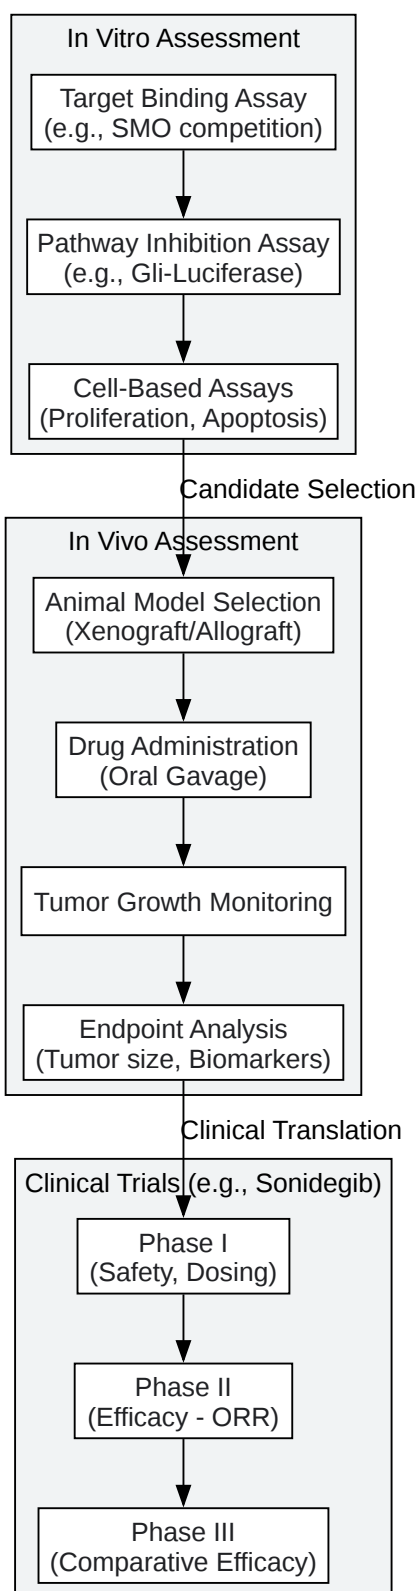 In Vitro Assessment
Target Binding Assay
(e.g., SMO competition)
Pathway Inhibition Assay
(e.g., Gli-Luciferase)
Cell-Based Assays
(Proliferation, Apoptosis)
Candidate Selection
In Vivo Assessment
Animal Model Selection
(Xenograft/Allograft)
Drug Administration
(Oral Gavage)
Tumor Growth Monitoring
Endpoint Analysis
(Tumor size, Biomarkers)
Clinical Translation
Clinical Trials (e.g., Sonidegib)
Phase I
(Safety, Dosing)
Phase II
(Efficacy - ORR)
Phase III
(Comparative Efficacy)